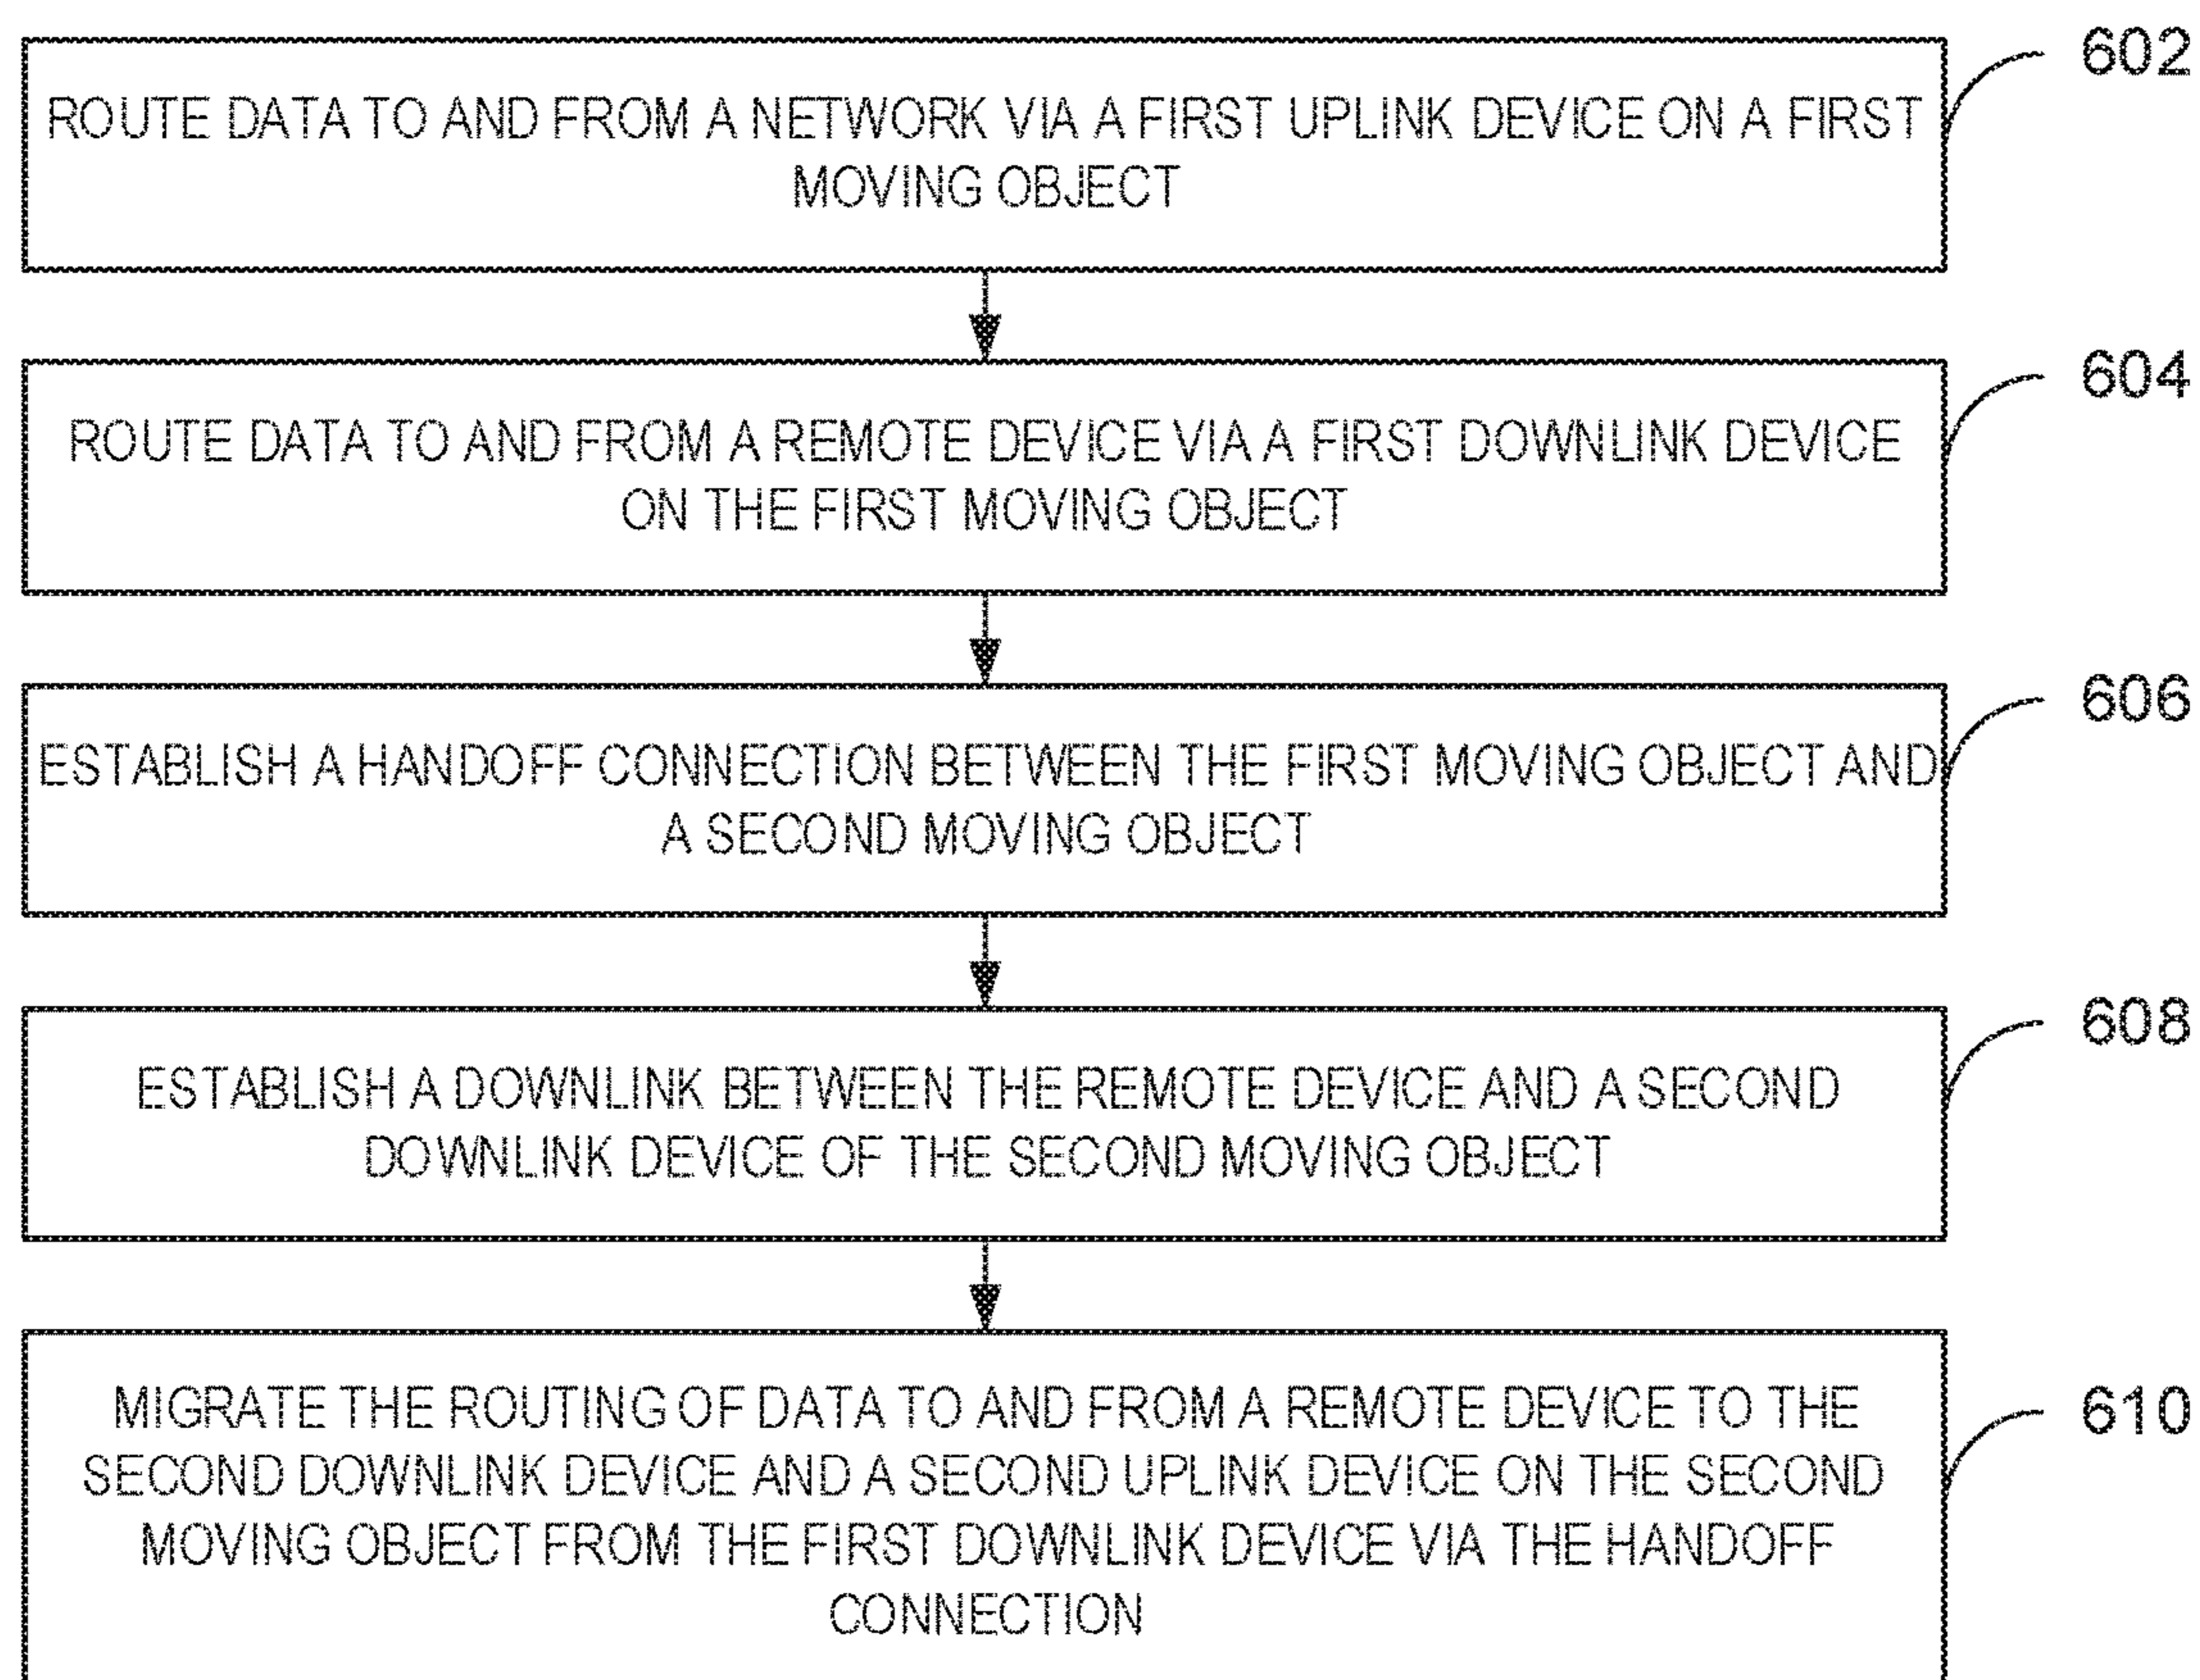 602
ROUTE DATA TO AND FROM A NETWORK VIA A FIRST UPLINK DEVICE ON A FIRST
MOVING OBJECT
604
ROUTE DATA TO AND FROM A REMOTE DEVICE VIA A FIRST DOWNLINK DEVICE
ON THE FIRST MOVING OBJECT
606
ESTABLISH A HANDOFF CONNECTION BETWEEN THE FIRST MOVING OBJECT AND
A SECOND MOVING OBJECT
608
ESTABLISH A DOWNLINK BETWEEN THE REMOTE DEVICE AND A SECOND
DOWNLINK DEVICE OF THE SECOND MOVING OBJECT
610
MIGRATE THE ROUTING OF DATA TO AND FROM A REMOTE DEVICE TO THE
SECOND DOWNLINK DEVICE AND A SECOND UPLINK DEVICE ON THE SECOND
MOVING OBJECT FROM THE FIRST DOWNLINK DEVICE VIA THE HANDOFF
CONNECTION